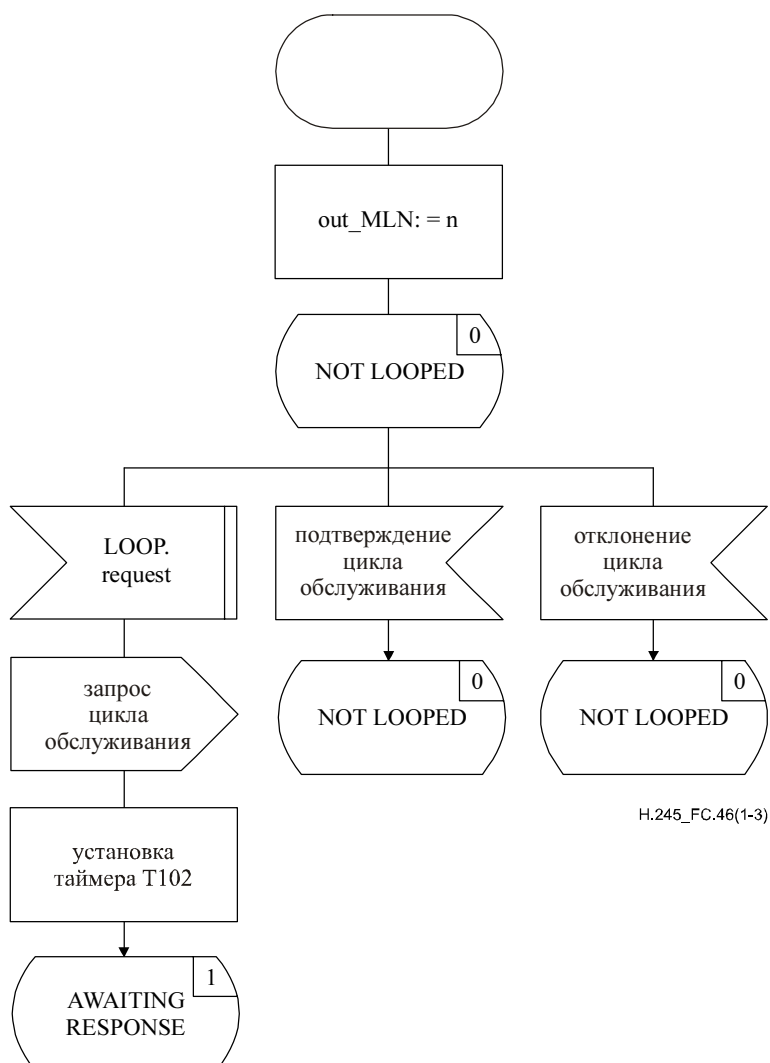 out_MLN: = n
0
NOT LOOPED
LOOP.
request
подтверждение
цикла
обслуживания
отклонение
цикла
обслуживания
запрос
цикла
обслуживания
0
NOT LOOPED
0
NOT LOOPED
H.245_FC.46(1-3)
установка
таймера T102
1
AWAITING
RESPONSE